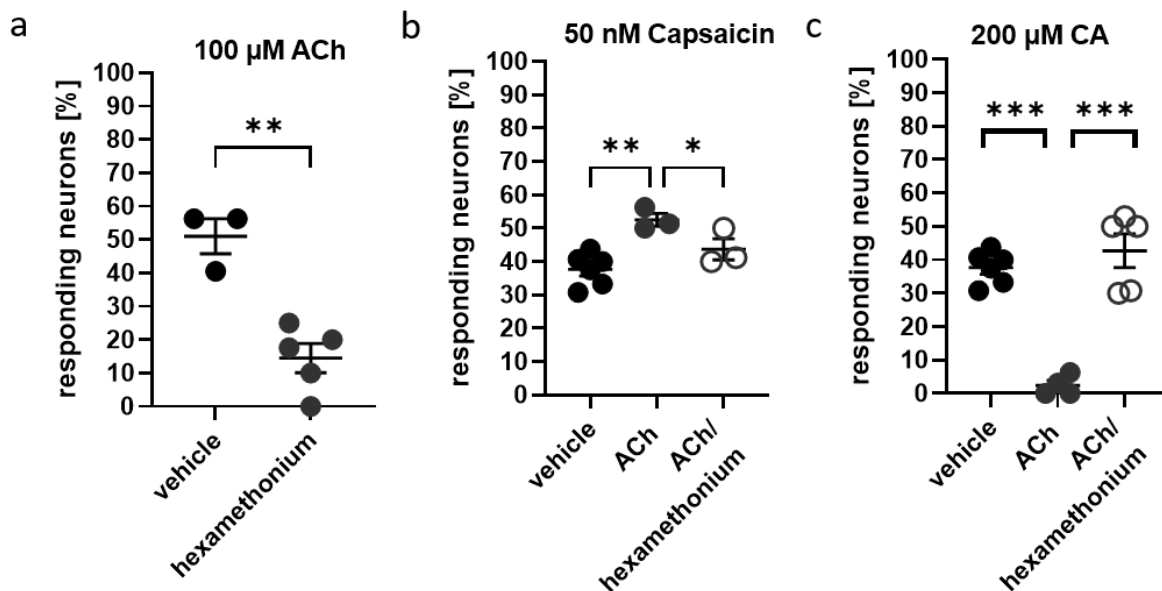 a
100 µM ACh
responding neurons [%]
100
90
80
70
60
50
40
30
20
10
0
**
vehicle
hexamethonium
b
50 nM Capsaicin
responding neurons [%]
100
90
80
70
60
50
40
30
20
10
0
**
*
vehicle
ACh
ACh/
hexamethonium
c
200 µM CA
responding neurons [%]
100
90
80
70
60
50
40
30
20
10
0
***
***
vehicle
ACh
ACh/
hexamethonium